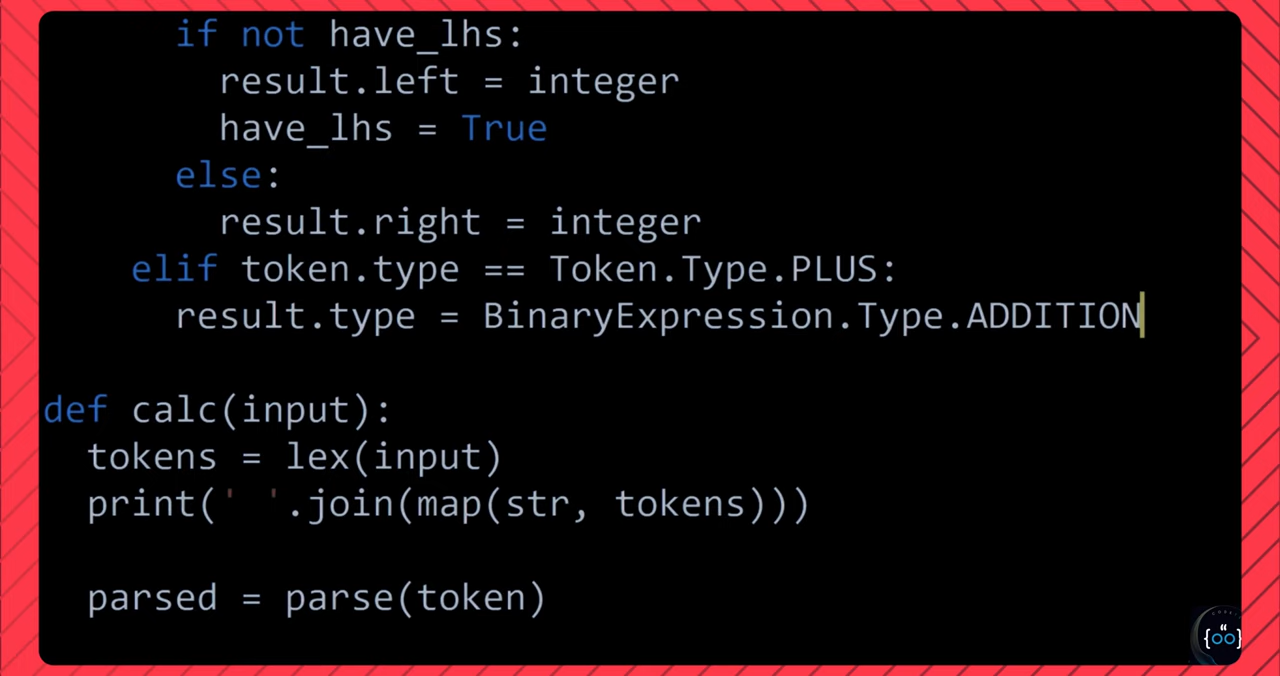 if not have_lhs:
result.left = integer
have_lhs = True
else:
result.right = integer
elif token.type == Token.Type.PLUS:
result.type = BinaryExpression.Type.ADDITION
def calc(input):
tokens = lex(input)
print(' '.join(map(str, tokens)))
parsed = parse(token)